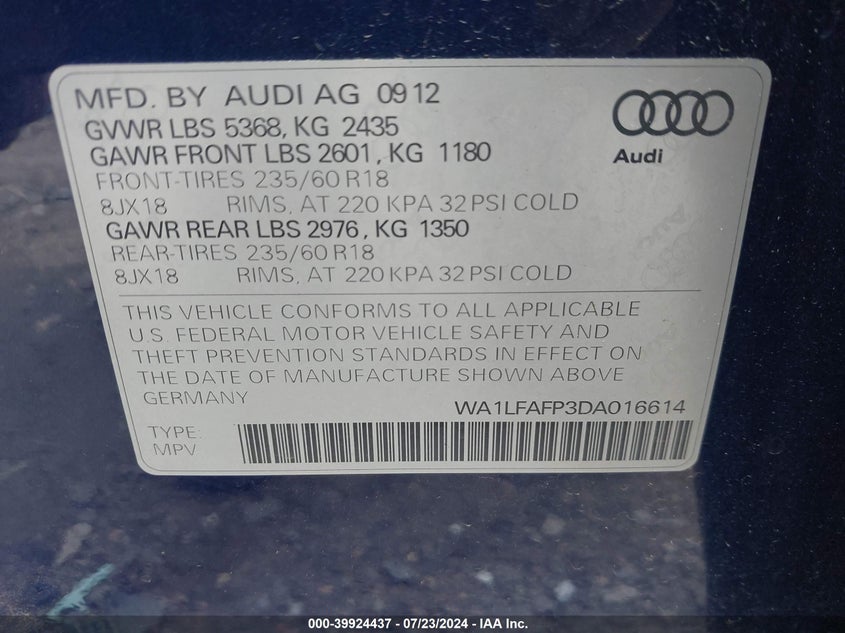 MFD. BY AUDI AG 09 12
GVWR LBS 5368, KG 2435
GAWR FRONT LBS 2601, KG 1180
FRONT-TIRES 235/60 R18
8JX18 RIMS, AT 220 KPA 32 PSI COLD
GAWR REAR LBS 2976, KG 1350
REAR-TIRES 235/60 R18
8JX18 RIMS, AT 220 KPA 32 PSI COLD
Audi
THIS VEHICLE CONFORMS TO ALL APPLICABLE
U.S. FEDERAL MOTOR VEHICLE SAFETY AND
THEFT PREVENTION STANDARDS IN EFFECT ON
THE DATE OF MANUFACTURE SHOWN ABOVE
GERMANY
WA1LFAFP3DA016614
TYPE:
MPV
000-39924437 - 07/23/2024 - IAA Inc.